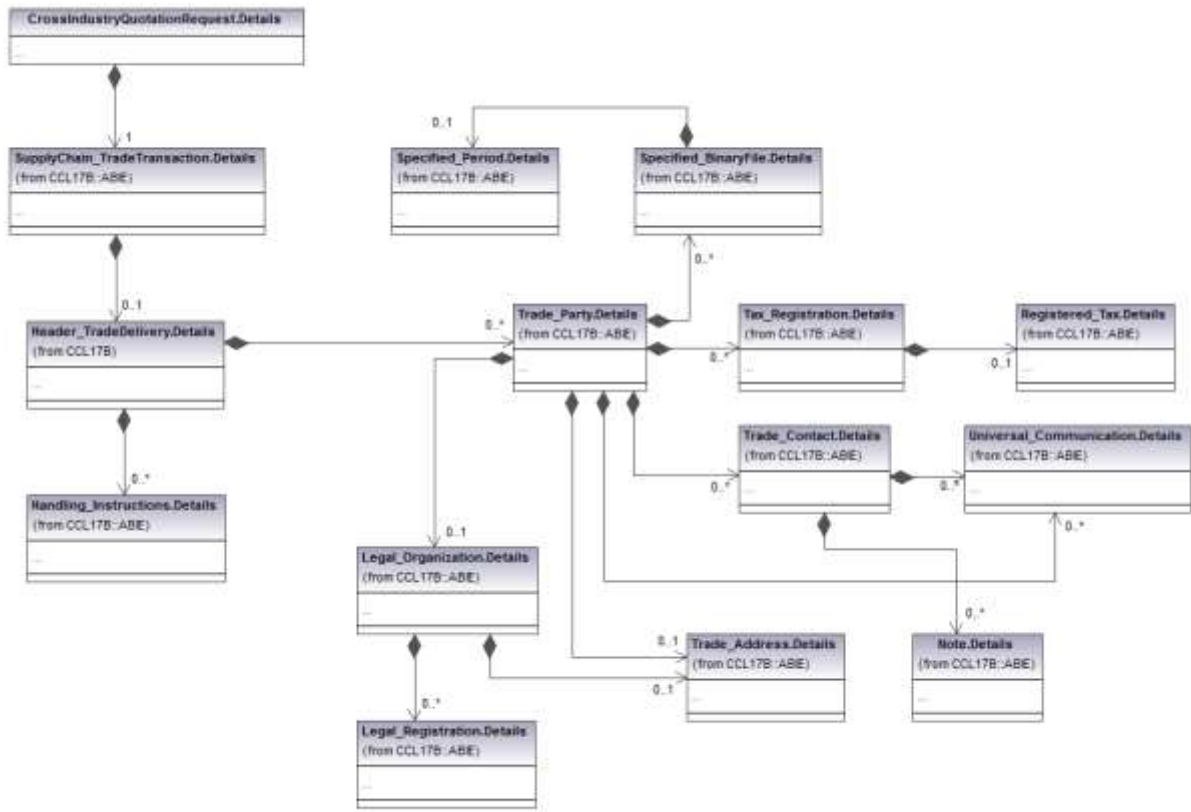 CrossIndustryQuotationRequest.Details
...
1
SupplyChain_TradeTransaction.Details
(from CCL17B::ABIE)
...
0..1
Specified_Period.Details
(from CCL17B::ABIE)
...
Specified_BinaryFile.Details
(from CCL17B::ABIE)
...
0..*
0..1
Header_TradeDelivery.Details
(from CCL17B)
...
0..*
Trade_Party.Details
(from CCL17B::ABIE)
...
0..*
Tax_Registration.Details
(from CCL17B::ABIE)
...
0..1
Registered_Tax.Details
(from CCL17B::ABIE)
...
0..*
Trade_Contact.Details
(from CCL17B::ABIE)
...
0..*
Universal_Communication.Details
(from CCL17B::ABIE)
...
0..*
0..*
Handling_Instructions.Details
(from CCL17B::ABIE)
...
0..1
Legal_Organization.Details
(from CCL17B::ABIE)
...
0..1
0..1
Trade_Address.Details
(from CCL17B::ABIE)
...
0..*
Note.Details
(from CCL17B::ABIE)
...
0..*
Legal_Registration.Details
(from CCL17B::ABIE)
...